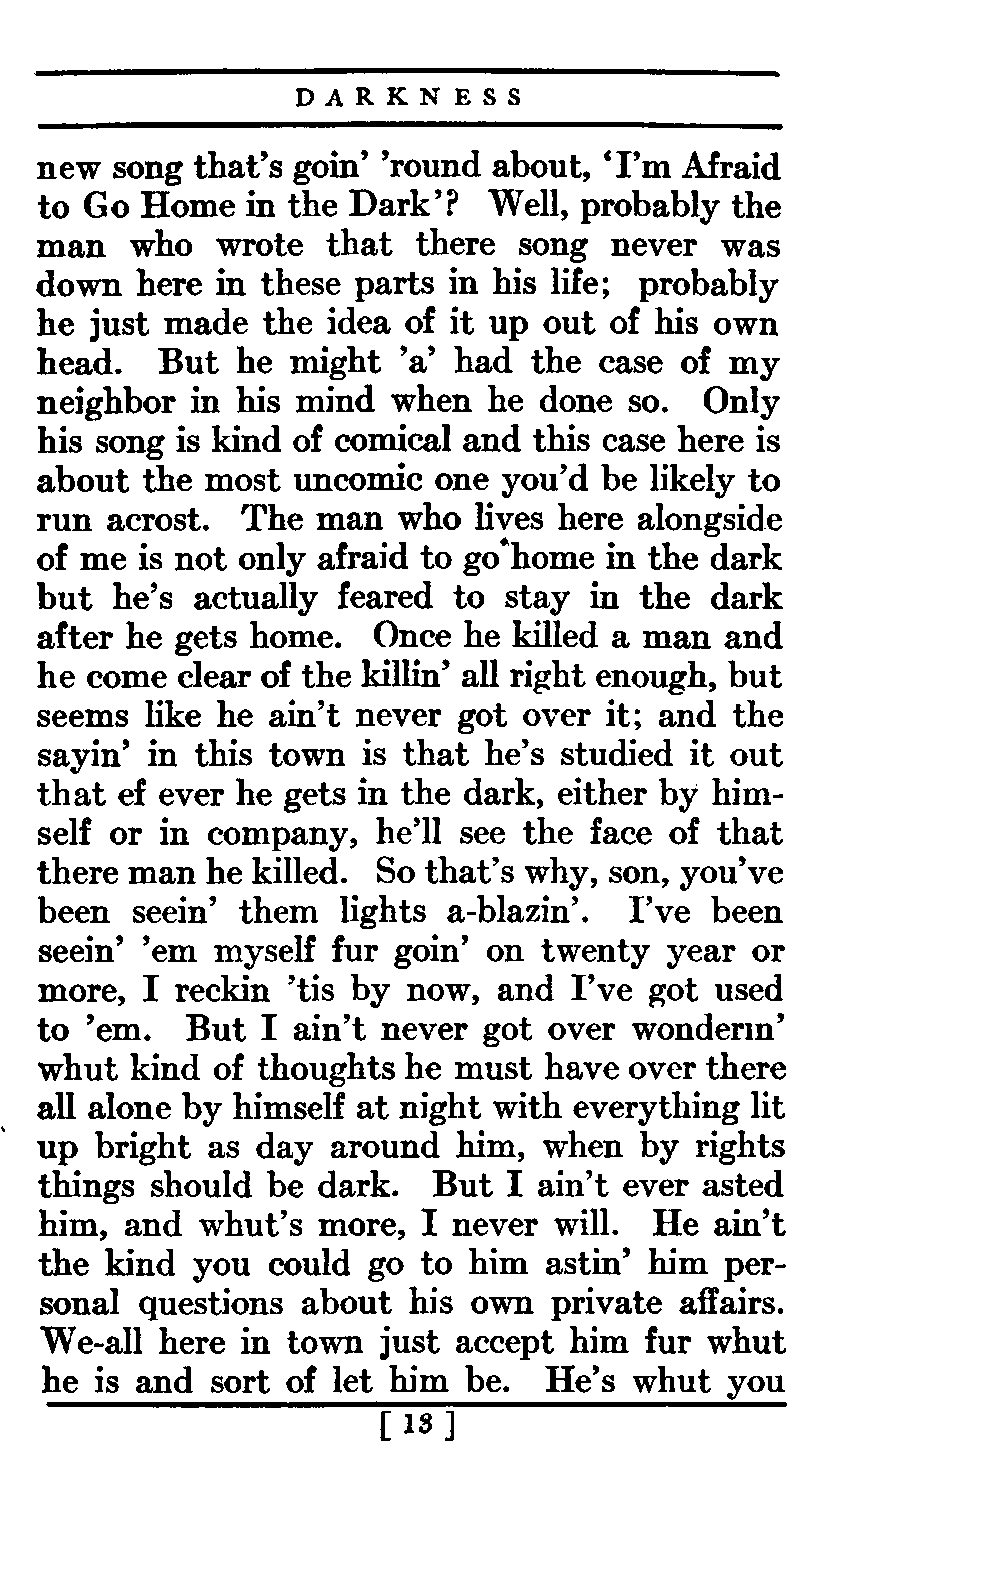 DARKNESS
new song that's goin' 'round about, 'I'm Afraid
to Go Home in the Dark'? Well, probably the
man who wrote that there song never was
down here in these parts in his life; probably
he just made the idea of it up out of his own
head. But he might 'a' had the case of my
neighbor in his mind when he done so. Only
his song is kind of comical and this case here is
about the most uncomic one you'd be likely to
run acrost. The man who lives here alongside
of me is not only afraid to go home in the dark
but he's actually feared to stay in the dark
after he gets home. Once he killed a man and
he come clear of the killin' all right enough, but
seems like he ain't never got over it; and the
sayin' in this town is that he's studied it out
that ef ever he gets in the dark, either by him-
self or in company, he'll see the face of that
there man he killed. So that's why, son, you've
been seein' them lights a-blazin'. I've been
seein' 'em myself fur goin' on twenty year or
more, I reckin 'tis by now, and I've got used
to 'em. But I ain't never got over wonderin'
whut kind of thoughts he must have over there
all alone by himself at night with everything lit
up bright as day around him, when by rights
things should be dark. But I ain't ever asted
him, and whut's more, I never will. He ain't
the kind you could go to him astin' him per-
sonal questions about his own private affairs.
We-all here in town just accept him fur whut
he is and sort of let him be. He's whut you
[ 13 ]